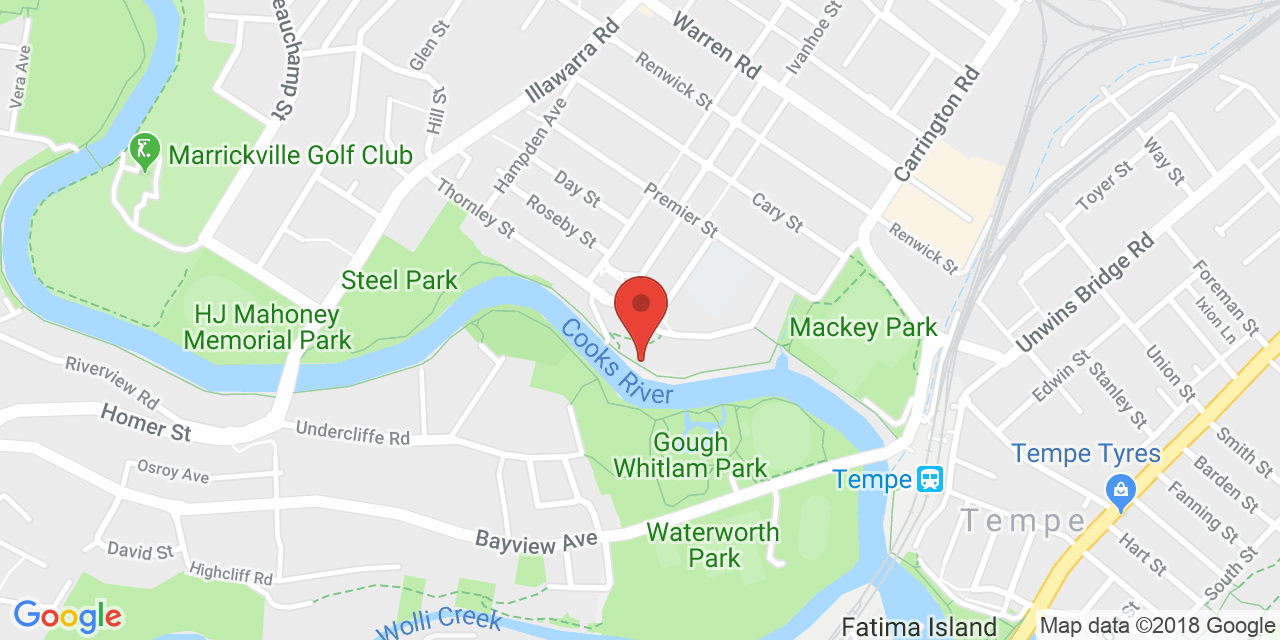 Beauchamp St
Glen St
Illawarra Rd
Warren Rd
Ivanhoe St
Renwick St
Vera Ave
Hill St
Hampden Ave
Carrington Rd
Marrickville Golf Club
Thornley St
Day St
Roseby St
Premier St
Cary St
Renwick St
Toyer St
Way St
Unwins Bridge Rd
Foreman St
Ixion Ln
Steel Park
HJ Mahoney
Memorial Park
Cooks River
Mackey Park
Riverview Rd
Homer St
Undercliffe Rd
Osroy Ave
Edwin St
Stanley St
Union St
Smith St
Gough
Whitlam Park
Tempe
Tempe Tyres
Barden St
Fanning St
Waterworth
Park
Bayview Ave
Tempe
David St
Highcliff Rd
Hart St
South St
St
Wolli Creek
Fatima Island
St
Google
Map data ©2018 Google